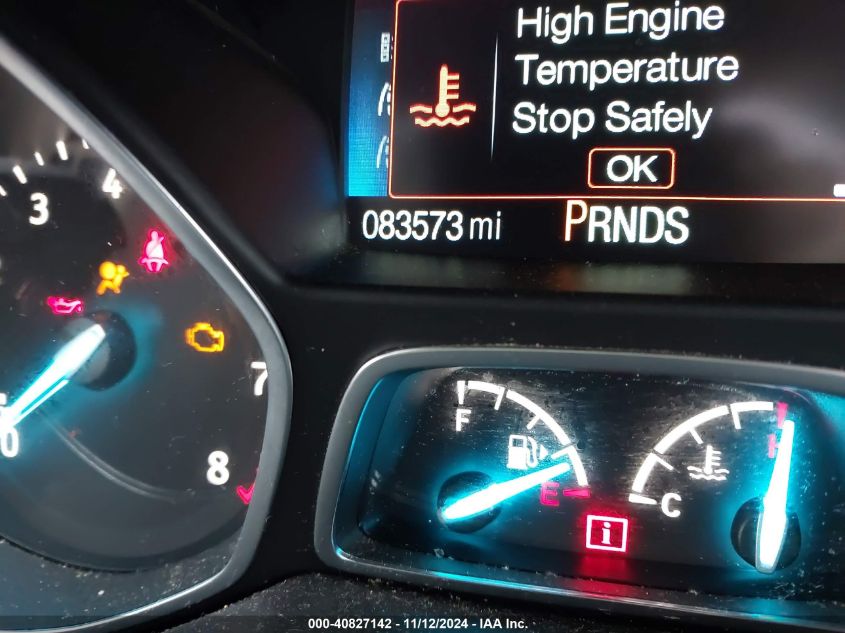 High Engine
Temperature
Stop Safely
OK
083573 mi
PRNDS
3
4
7
8
0
F
E
C
H
i
000-40827142 - 11/12/2024 - IAA Inc.